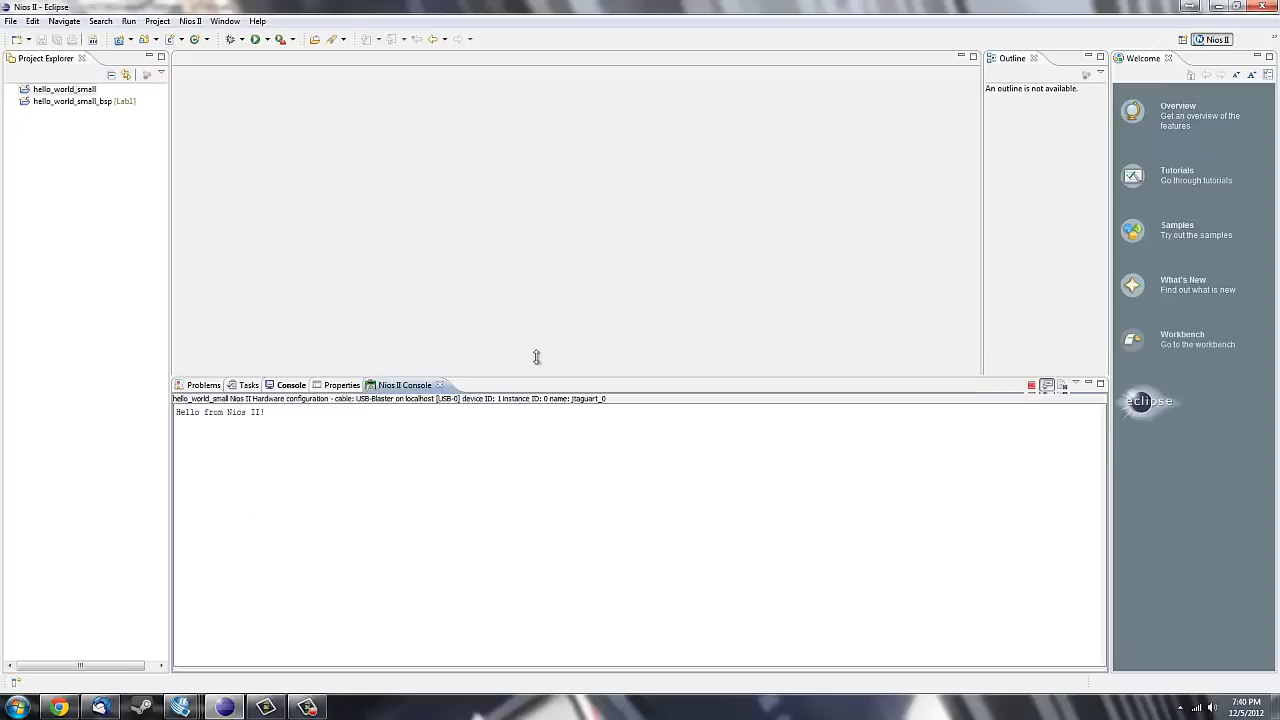 Nios II - Eclipse
File Edit Navigate Search Run Project Nios II Window Help
Nios II
Project Explorer
hello_world_small
hello_world_small_bsp [Lab1]
Outline
An outline is not available.
Welcome
Overview
Get an overview of the
features
Tutorials
Go through tutorials
Samples
Try out the samples
What's New
Find out what is new
Workbench
Go to the workbench
eclipse
Problems Tasks Console Properties Nios II Console
hello_world_small Nios II Hardware configuration - cable: USB-Blaster on localhost [USB-0] device ID: 1 instance ID: 0 name: jtaguart_0
Hello from Nios II!
7:40 PM
12/5/2012